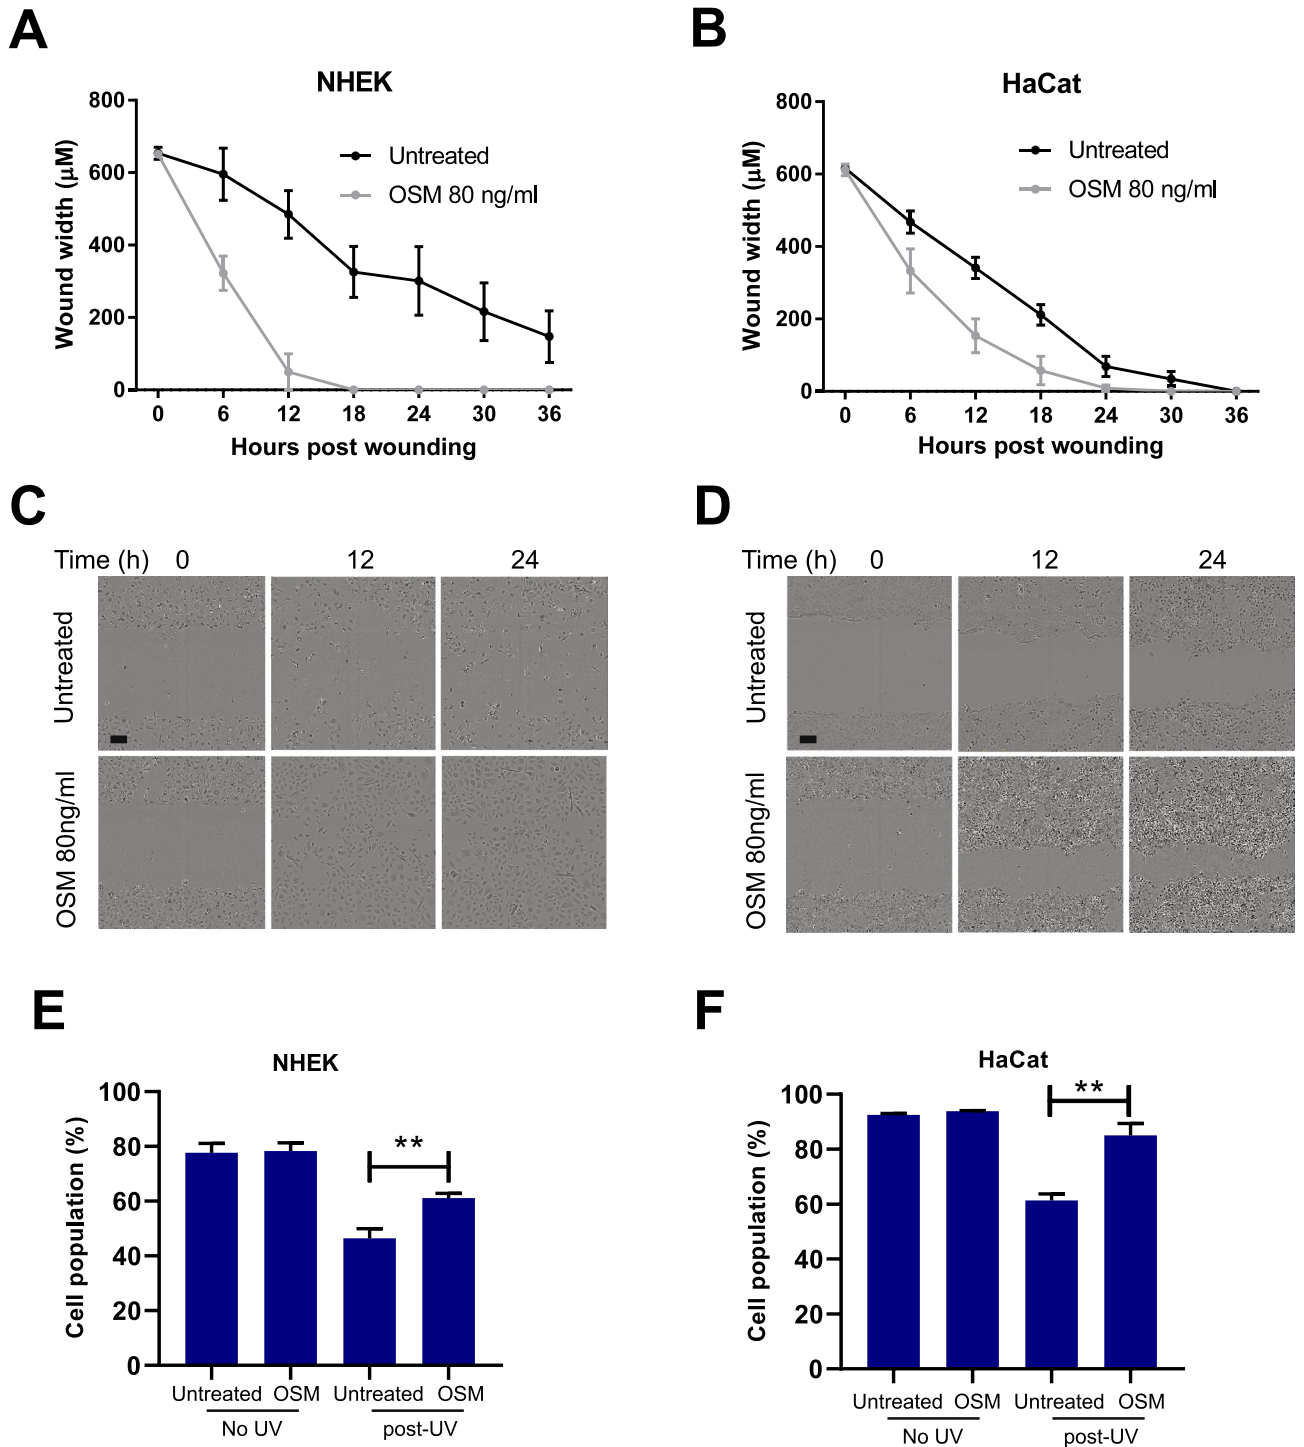 A
NHEK
Wound width (µM)
800
600
400
200
0
Untreated
OSM 80 ng/ml
0 6 12 18 24 30 36
Hours post wounding
B
HaCat
Wound width (µM)
800
600
400
200
0
Untreated
OSM 80 ng/ml
0 6 12 18 24 30 36
Hours post wounding
C
Time (h) 0 12 24
Untreated
OSM 80ng/ml
D
Time (h) 0 12 24
Untreated
OSM 80ng/ml
E
NHEK
Cell population (%)
100
80
60
40
20
0
**
Untreated OSM Untreated OSM
No UV post-UV
F
HaCat
Cell population (%)
100
80
60
40
20
0
**
Untreated OSM Untreated OSM
No UV post-UV